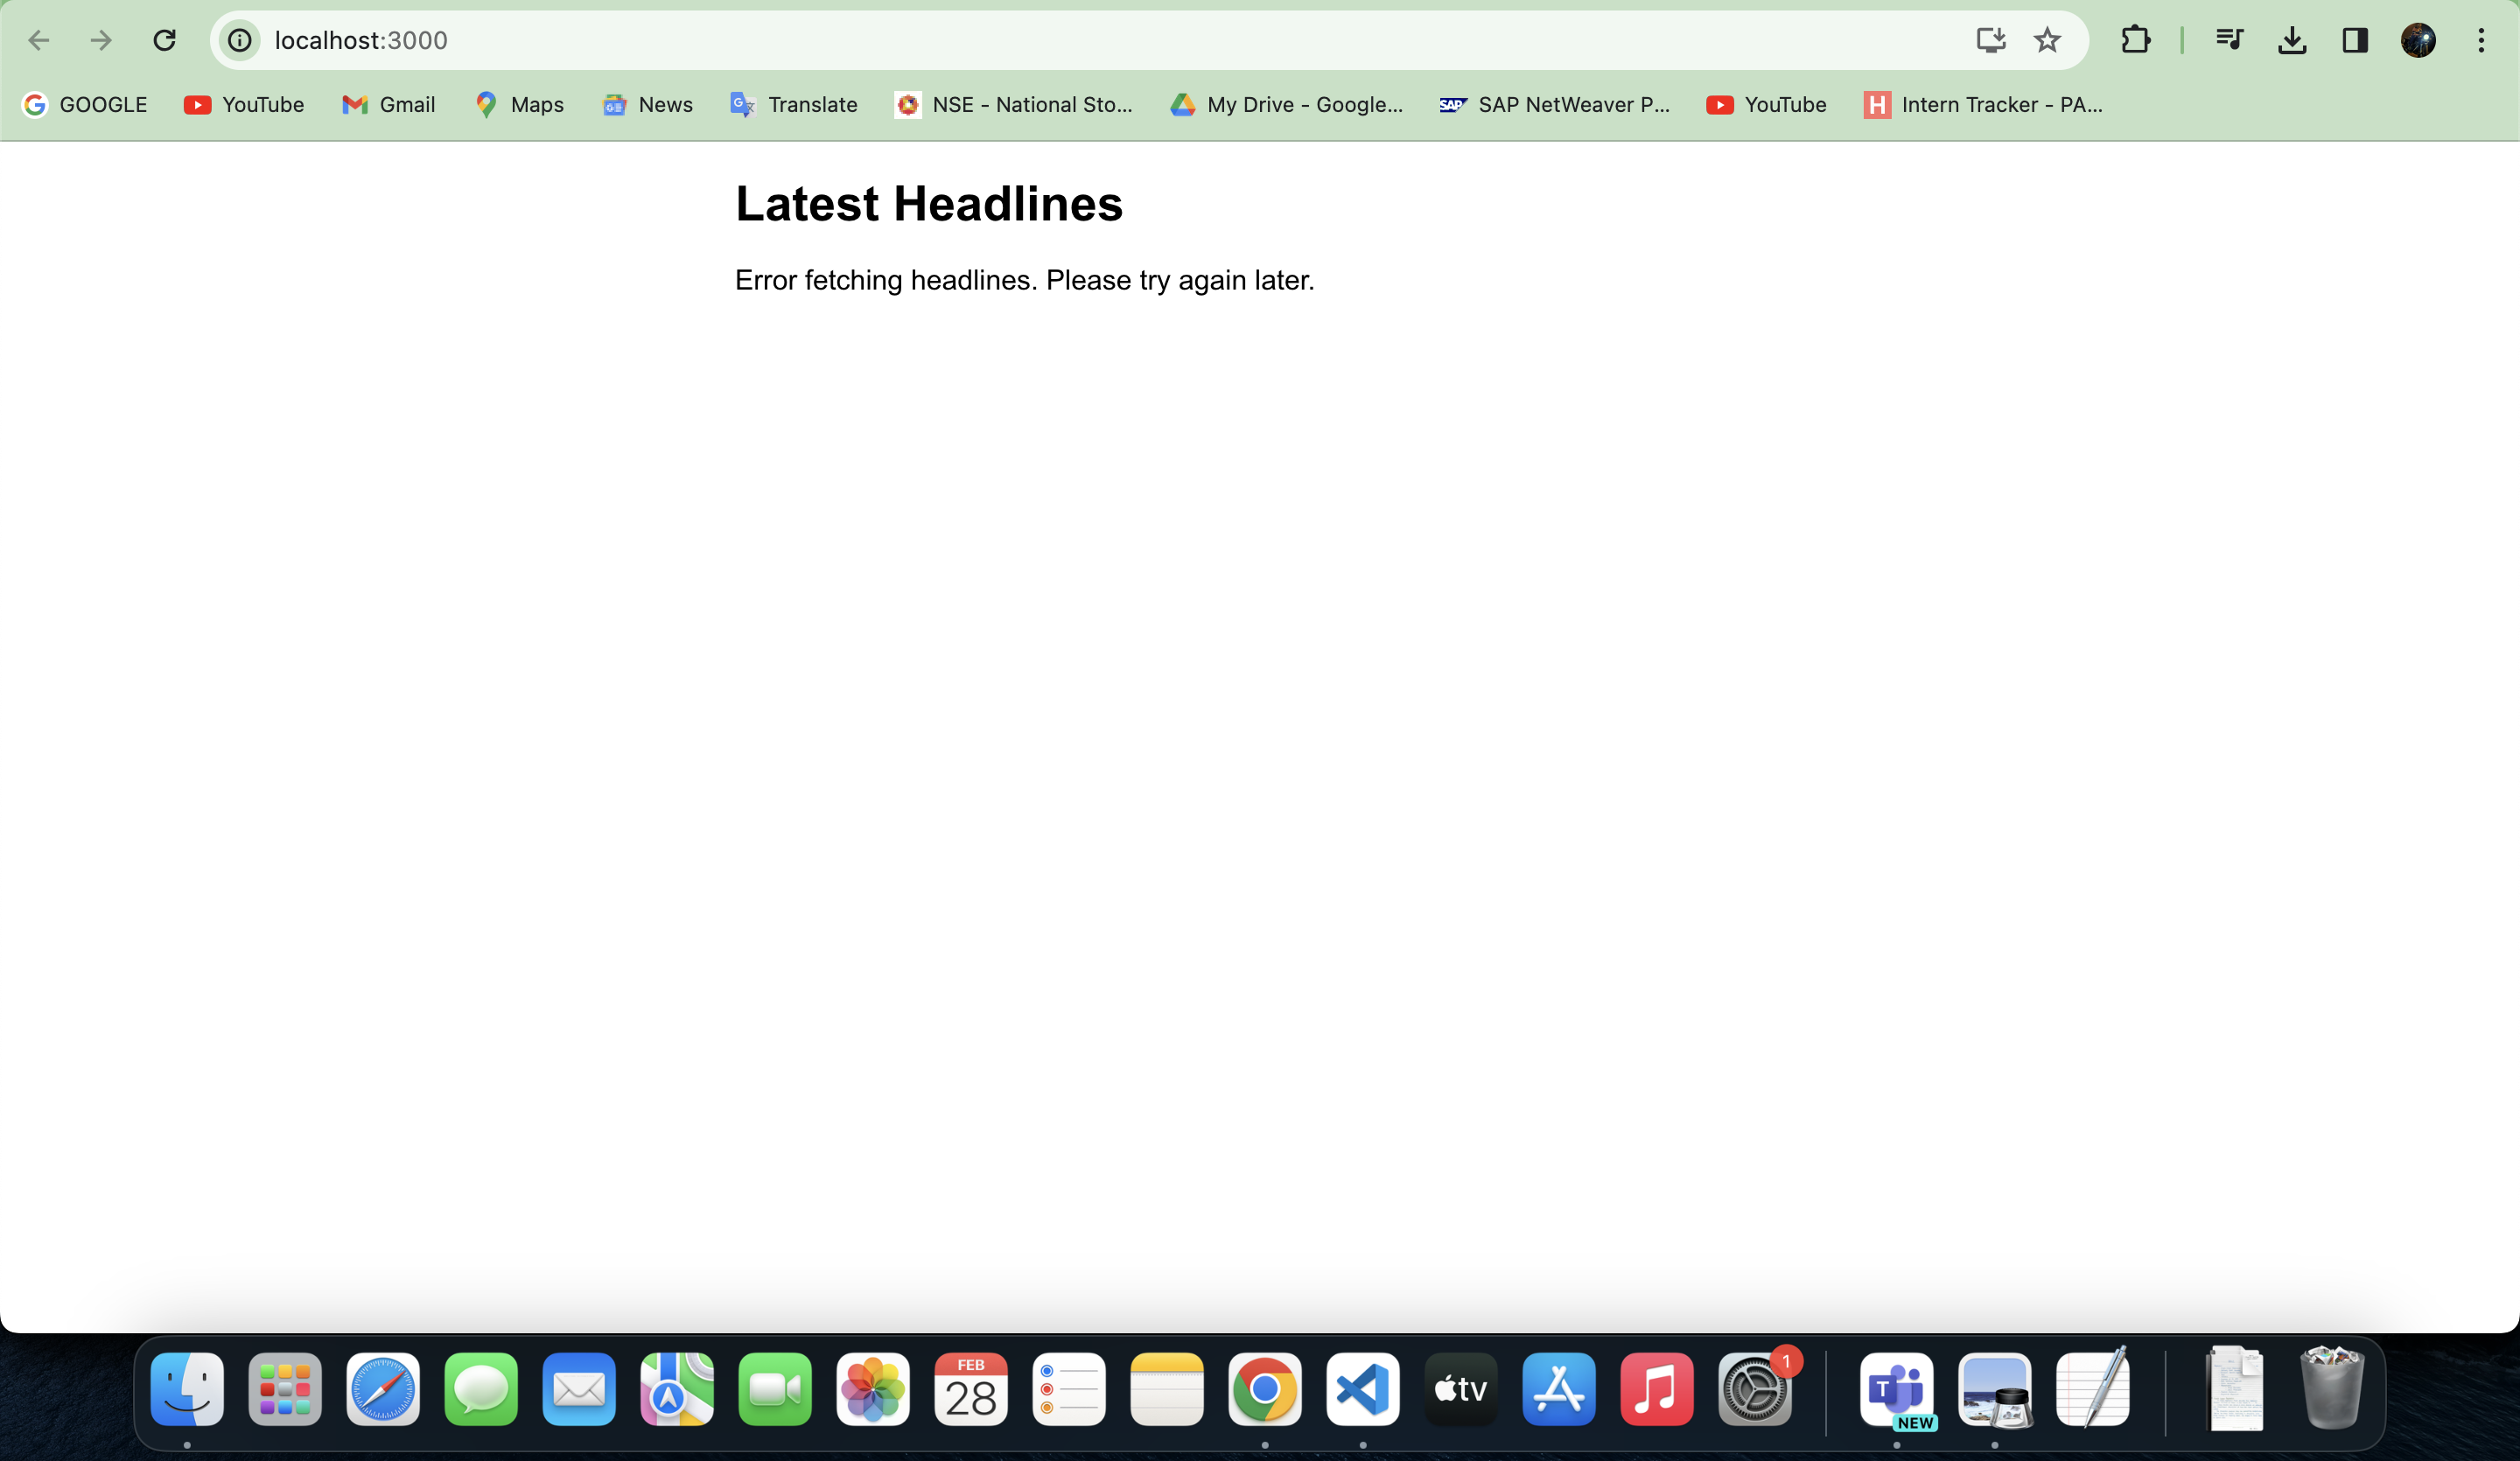 localhost:3000
GOOGLE YouTube Gmail Maps News Translate NSE - National Sto... My Drive - Google... SAP SAP NetWeaver P... YouTube H Intern Tracker - PA...
Latest Headlines
Error fetching headlines. Please try again later.
FEB
28
tv
1
T
NEW